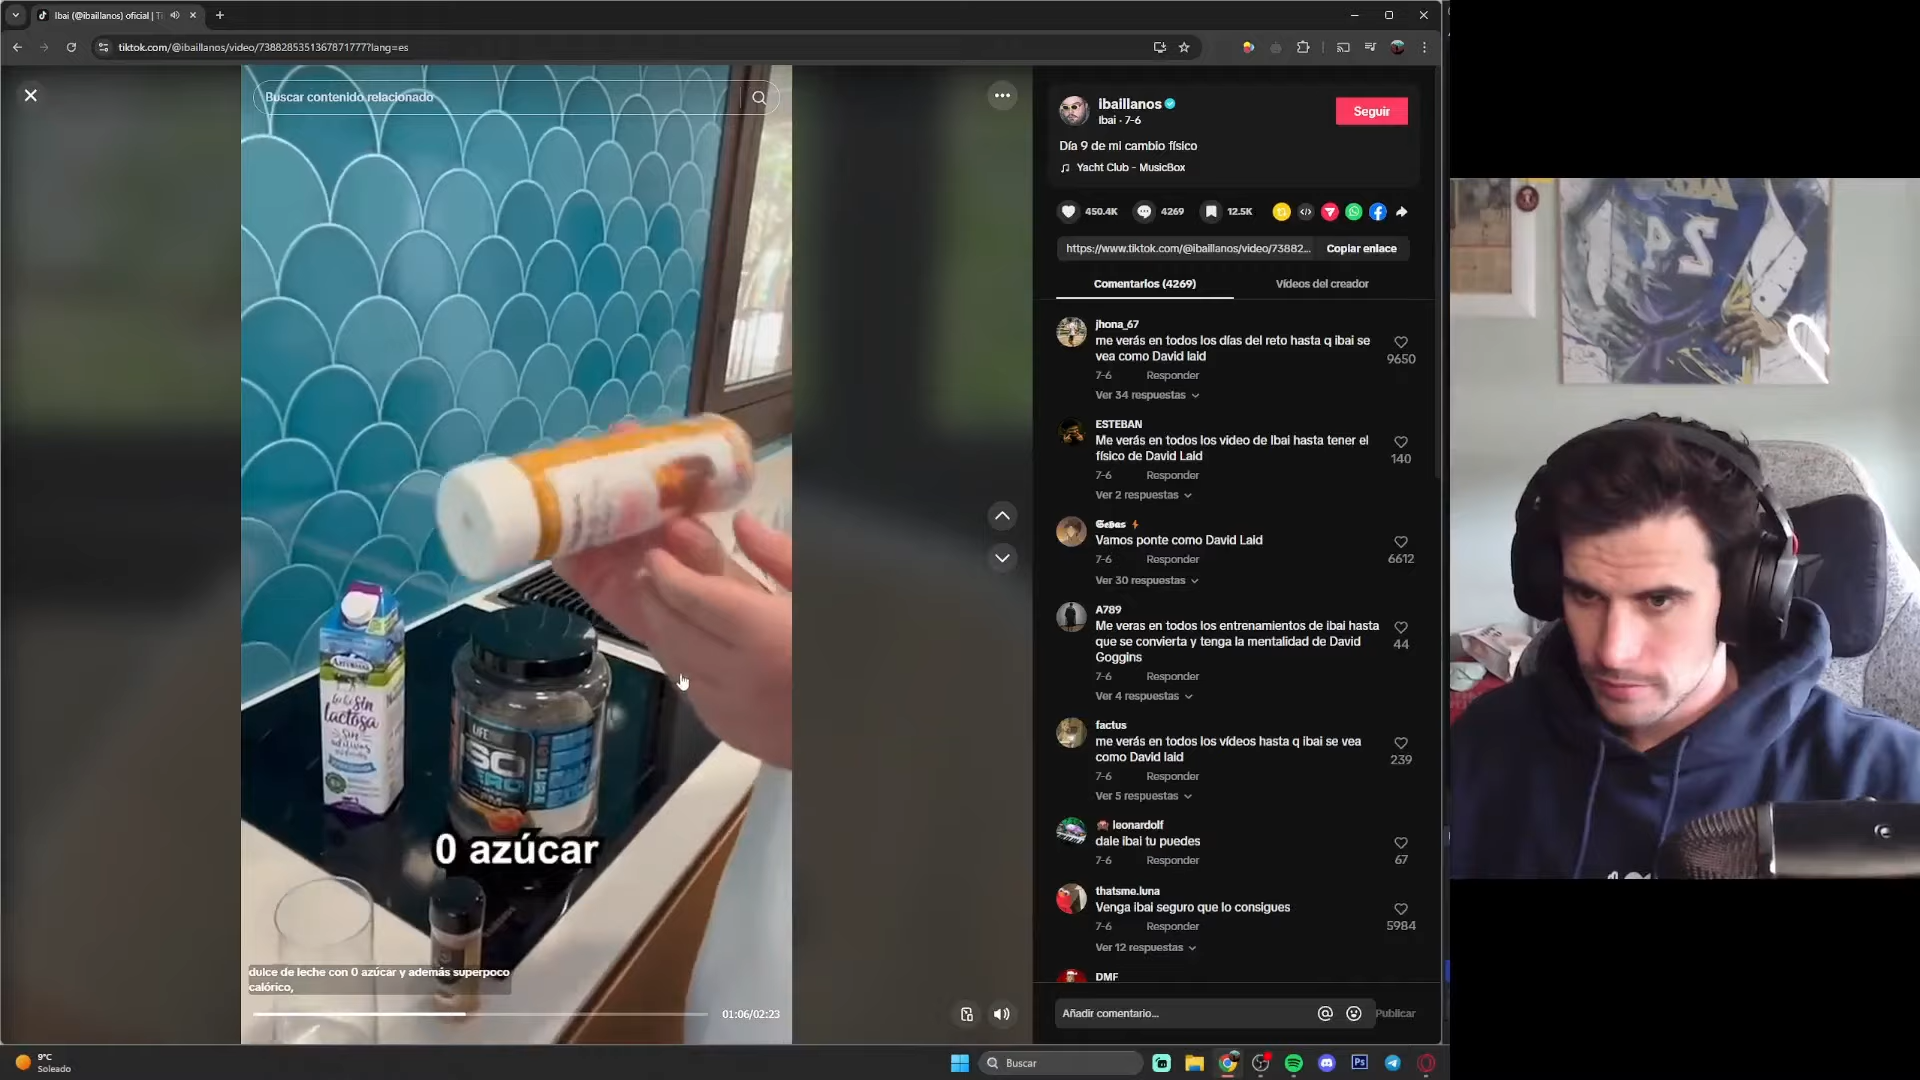 Ibai (@ibaillanos) oficial | Ti
tiktok.com/@ibaillanos/video/7388285351367871777?lang=es
Buscar contenido relacionado
LIFE
ISO
Leche Sin
lactosa
0 azúcar
dulce de leche con 0 azúcar y además superpoco
calórico,
01:06/02:23
ibaillanos
Ibai · 7-6
Seguir
Día 9 de mi cambio físico
Yacht Club - MusicBox
450.4K
4269
12.5K
https://www.tiktok.com/@ibaillanos/video/73882...
Copiar enlace
Comentarios (4269)
Vídeos del creador
jhona_67
me verás en todos los días del reto hasta q ibai se
vea como David laid
9650
7-6 Responder
Ver 34 respuestas
ESTEBAN
Me verás en todos los video de Ibai hasta tener el
físico de David Laid
140
7-6 Responder
Ver 2 respuestas
Vamos ponte como David Laid
6612
7-6 Responder
Ver 30 respuestas
A789
Me veras en todos los entrenamientos de ibai hasta
que se convierta y tenga la mentalidad de David
Goggins
44
7-6 Responder
Ver 4 respuestas
factus
me verás en todos los vídeos hasta q ibai se vea
como David laid
239
7-6 Responder
Ver 5 respuestas
leonardolf
dale ibai tu puedes
67
7-6 Responder
thatsme.luna
Venga ibai seguro que lo consigues
5984
7-6 Responder
Ver 12 respuestas
DMF
Añadir comentario...
Publicar
9°C
Soleado
Buscar
Ps